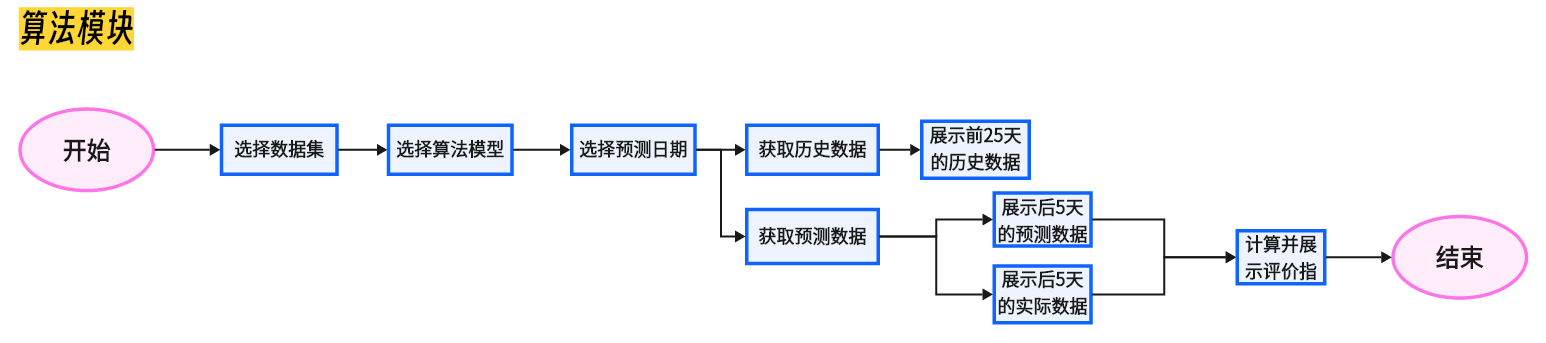 算法模块
开始
选择数据集
选择算法模型
选择预测日期
获取历史数据
展示前25天
的历史数据
获取预测数据
展示后5天
的预测数据
展示后5天
的实际数据
计算并展
示评价指
结束